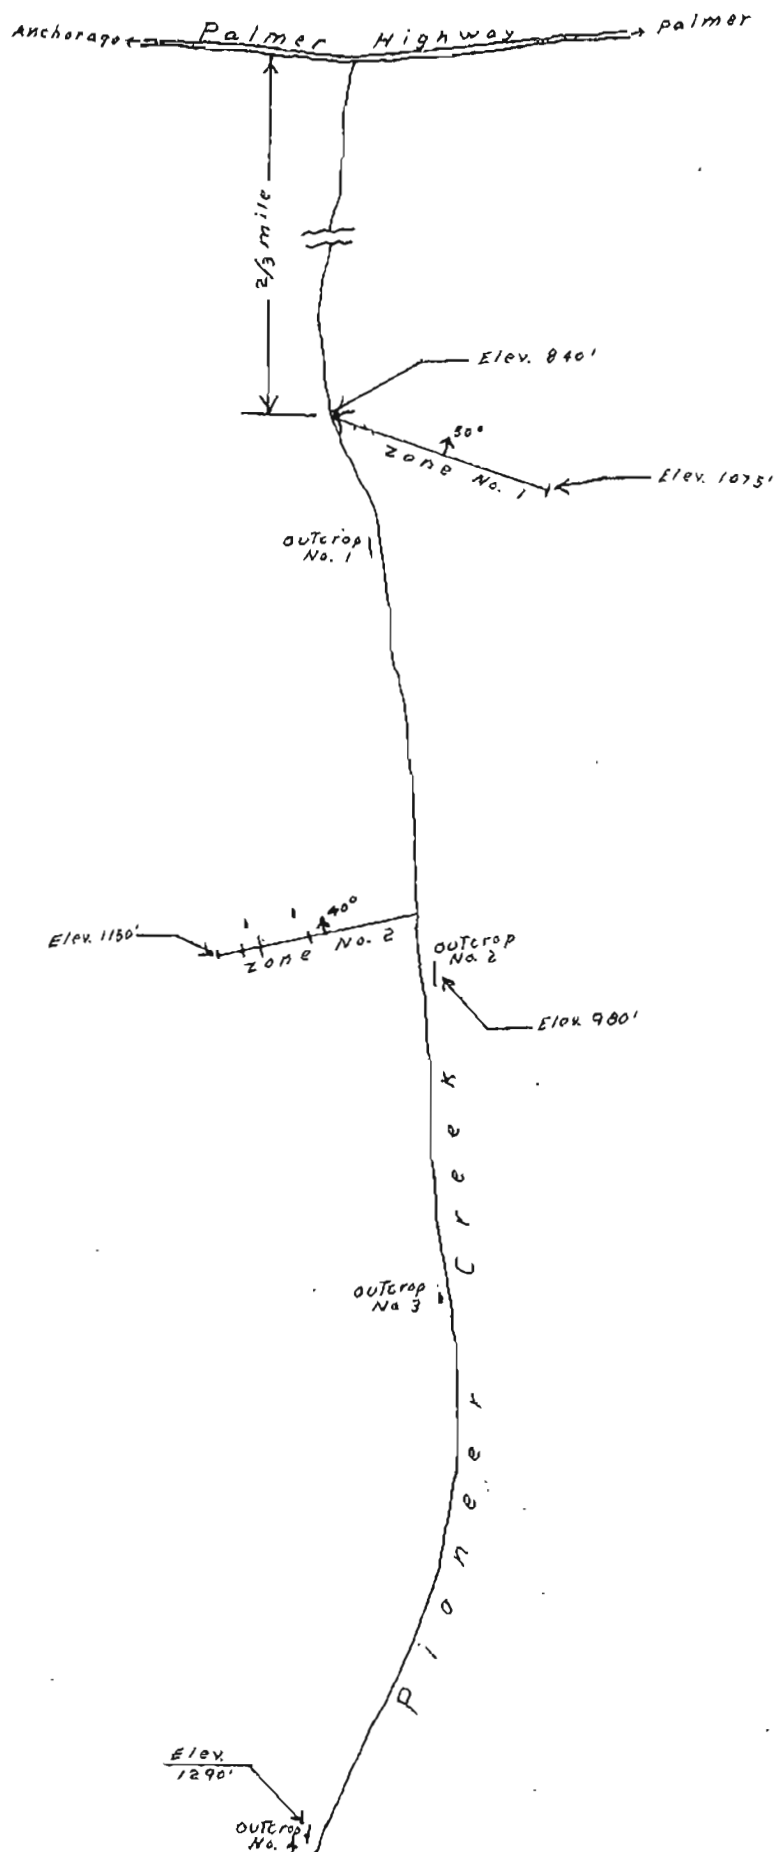 Anchorage
Palmer Highway
Palmer
2/3 mile
Elev. 840'
50°
Zone No. 1
Elev. 1075'
Outcrop
No. 1
40°
Elev. 1150'
Zone No. 2
Outcrop
No. 2
Elev. 980'
Outcrop
No 3
Pioneer Creek
Elev.
1290'
Outcrop
No. 4